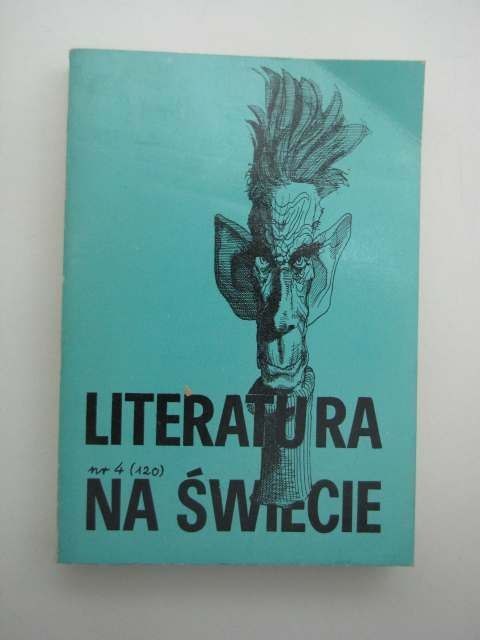 LITERATURA
nr 4 (120)
NA ŚWIECIE